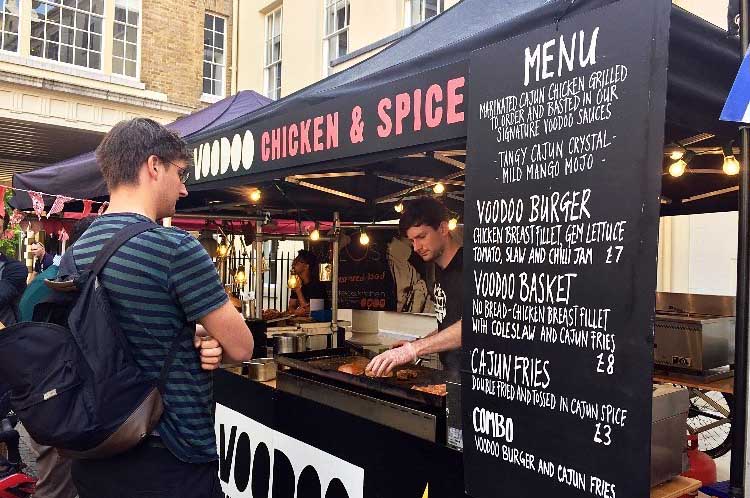 VOODOO CHICKEN & SPICE
MENU
MARINATED CAJUN CHICKEN GRILLED
TO ORDER AND BASTED IN OUR
SIGNATURE VOODOO SAUCES
- TANGY CAJUN CRYSTAL -
- MILD MANGO MOJO -
VOODOO BURGER
CHICKEN BREAST FILLET, GEM LETTUCE
TOMATO, SLAW AND CHILLI JAM £7
VOODOO BASKET
NO BREAD - CHICKEN BREAST FILLET
WITH COLESLAW AND CAJUN FRIES
£8
CAJUN FRIES
DOUBLE FRIED AND TOSSED IN CAJUN SPICE
£3
COMBO
VOODOO BURGER AND CAJUN FRIES
VOODOO